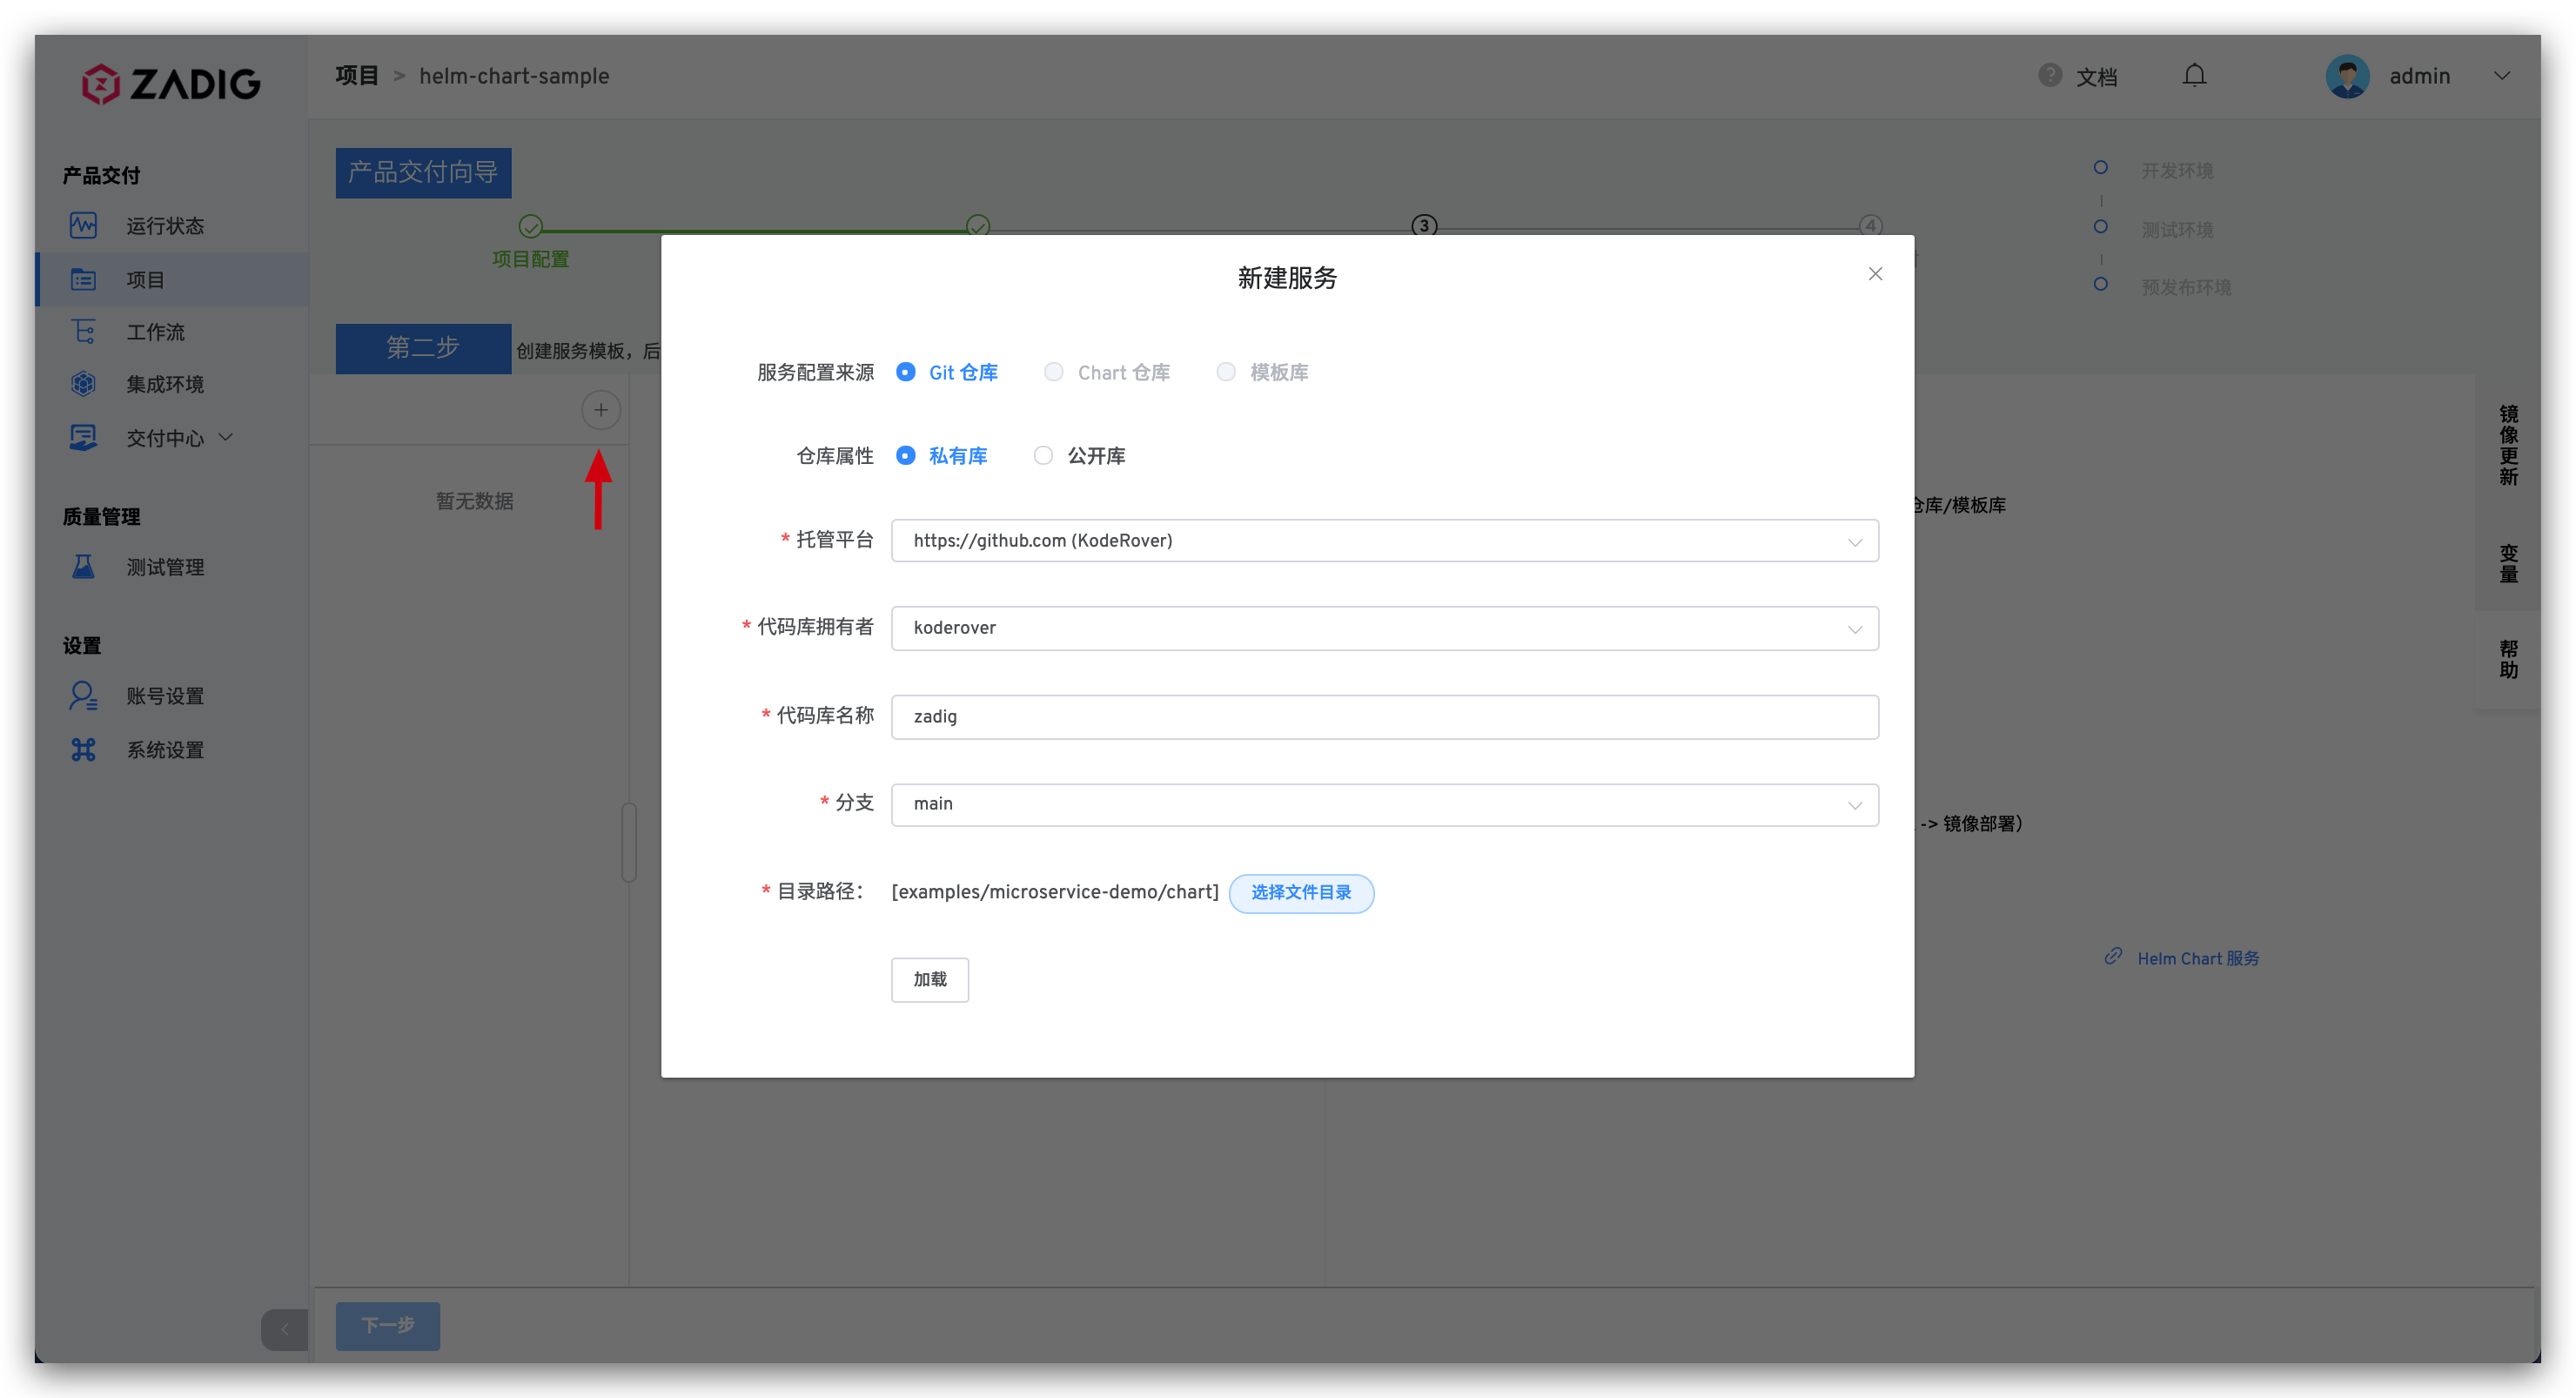 ZADIG
项目 > helm-chart-sample
? 文档
admin
产品交付
运行状态
项目
工作流
集成环境
交付中心
质量管理
测试管理
设置
账号设置
系统设置
产品交付向导
项目配置
3
4
开发环境
测试环境
预发布环境
第二步
创建服务模板，后
暂无数据
新建服务
服务配置来源
Git 仓库
Chart 仓库
模板库
仓库属性
私有库
公开库
* 托管平台
https://github.com (KodeRover)
* 代码库拥有者
koderover
* 代码库名称
zadig
* 分支
main
* 目录路径：
[examples/microservice-demo/chart]
选择文件目录
加载
仓库/模板库
-> 镜像部署）
Helm Chart 服务
镜像更新
变量
帮助
下一步